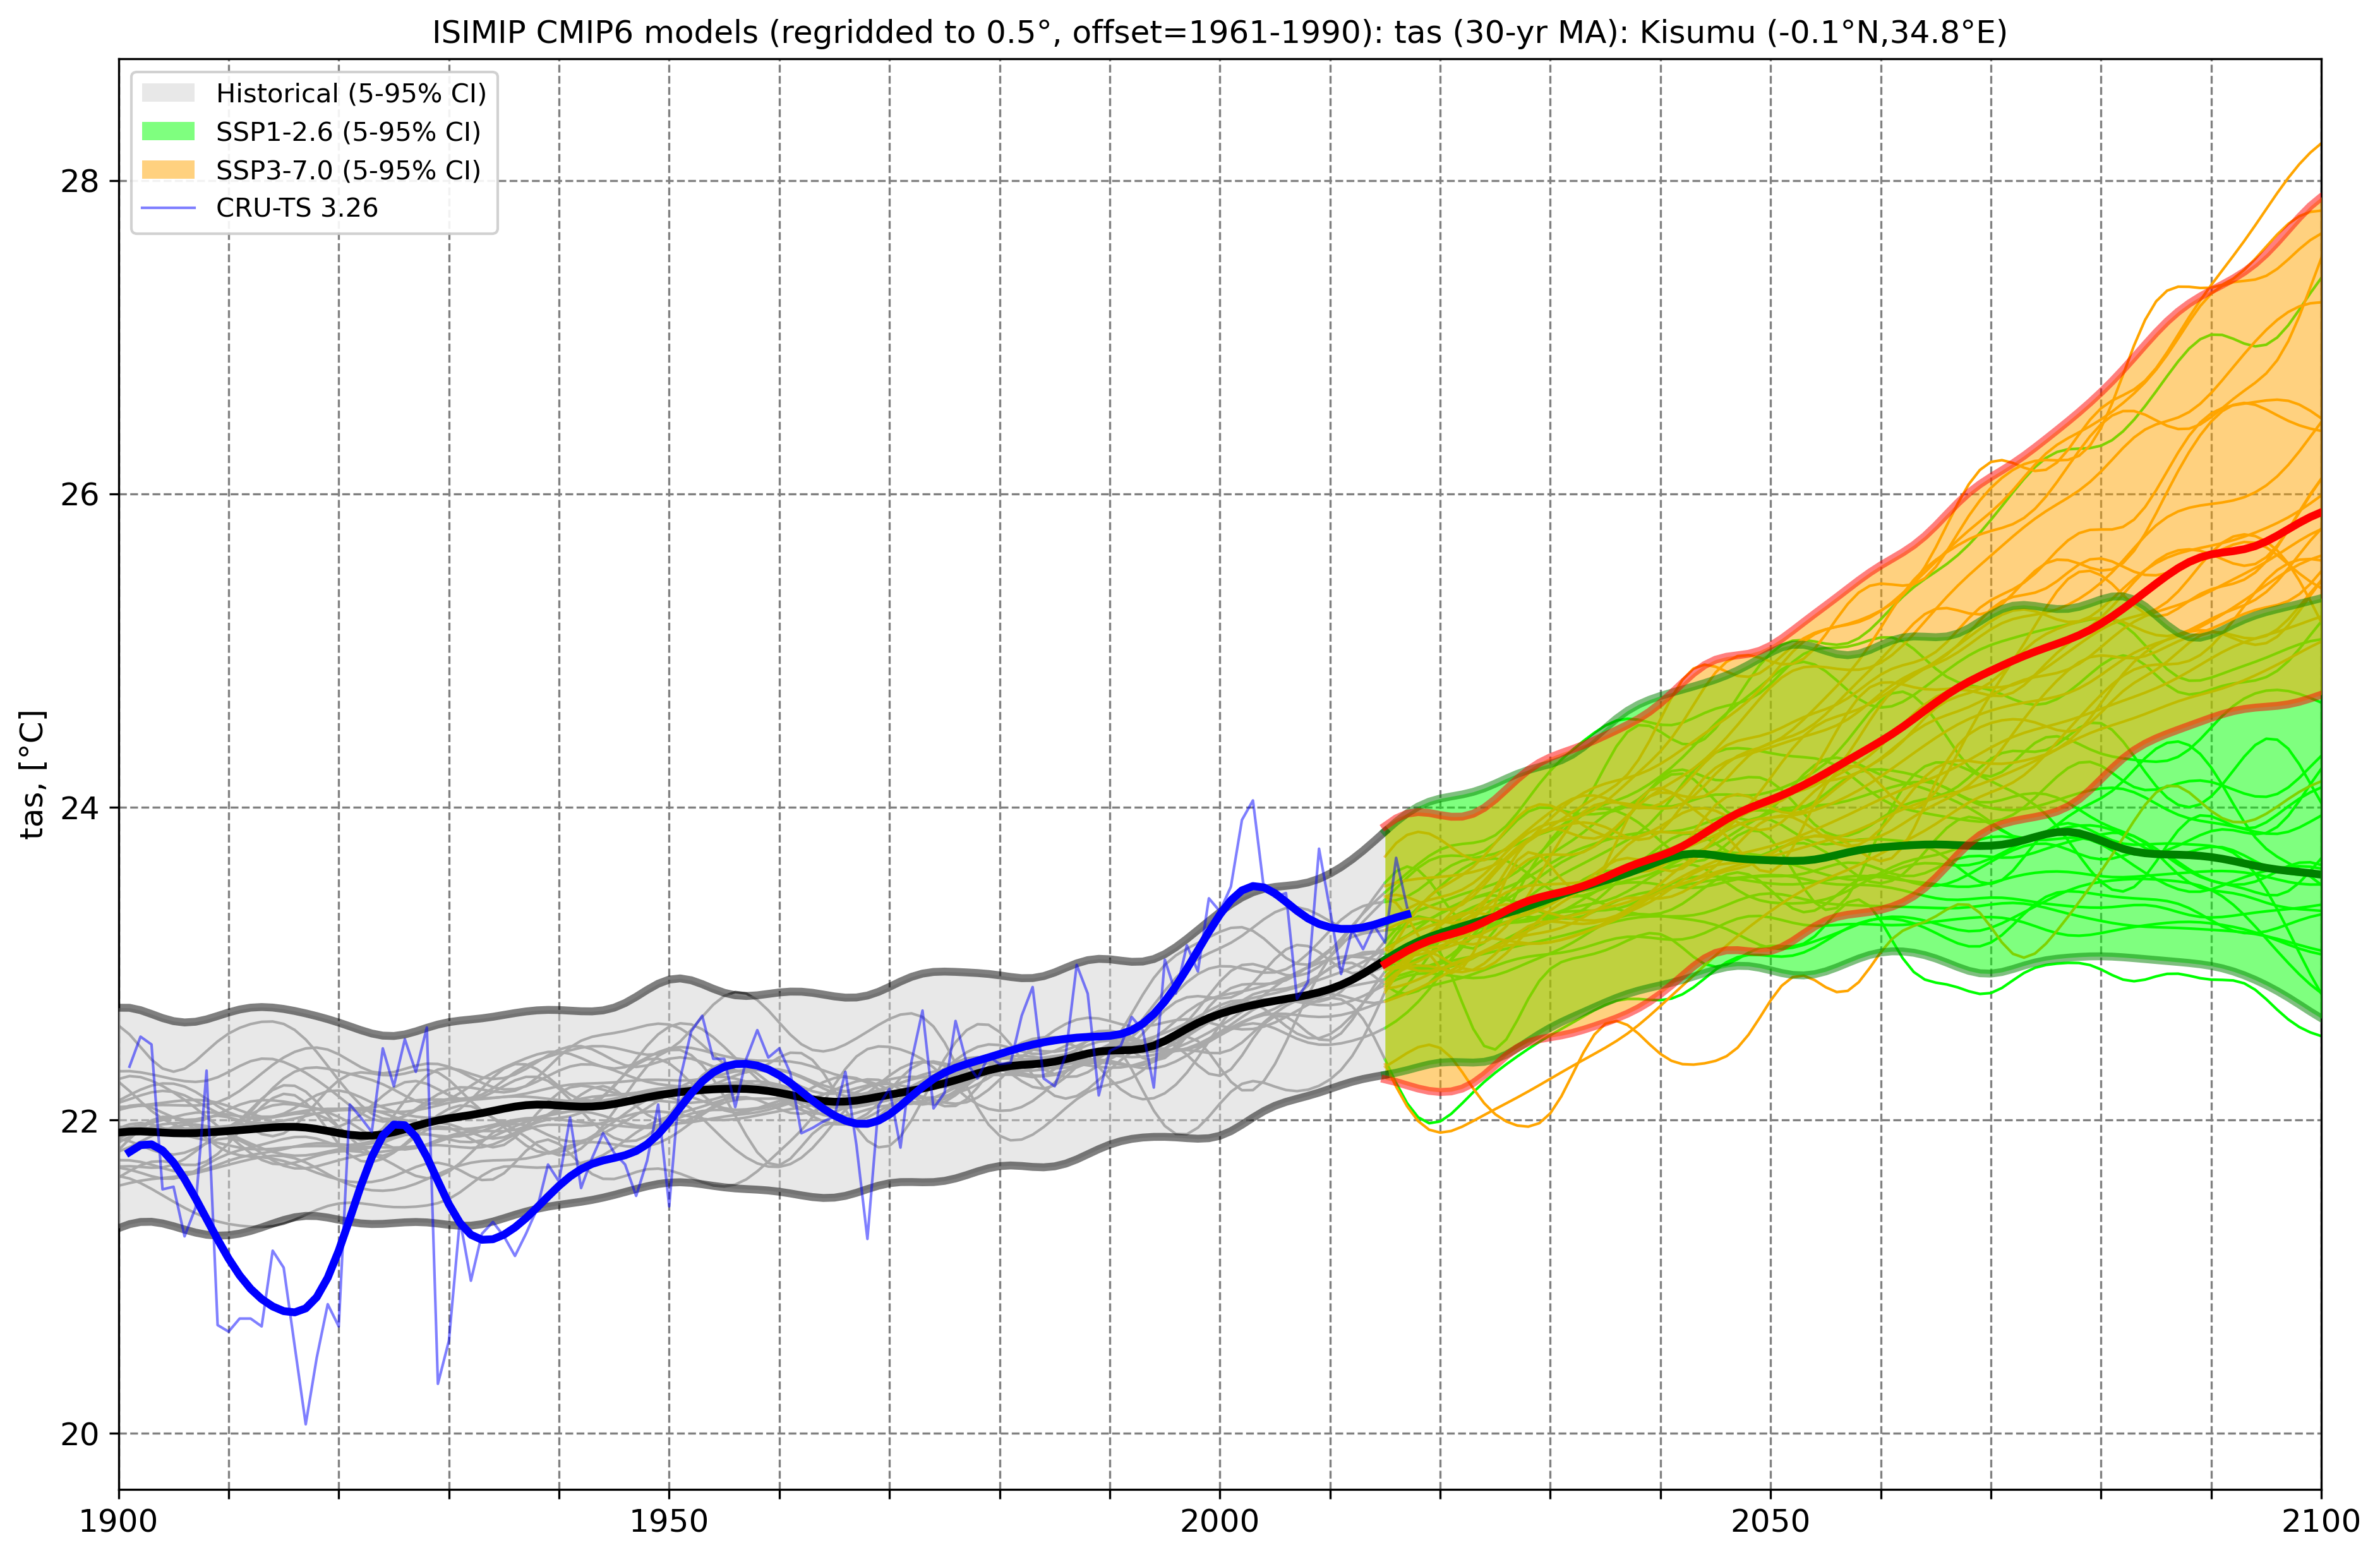 ISIMIP CMIP6 models (regridded to 0.5°, offset=1961-1990): tas (30-yr MA): Kisumu (-0.1°N,34.8°E)
Historical (5-95% CI)
SSP1-2.6 (5-95% CI)
SSP3-7.0 (5-95% CI)
CRU-TS 3.26
28
26
24
22
20
tas, [°C]
1900
1950
2000
2050
2100